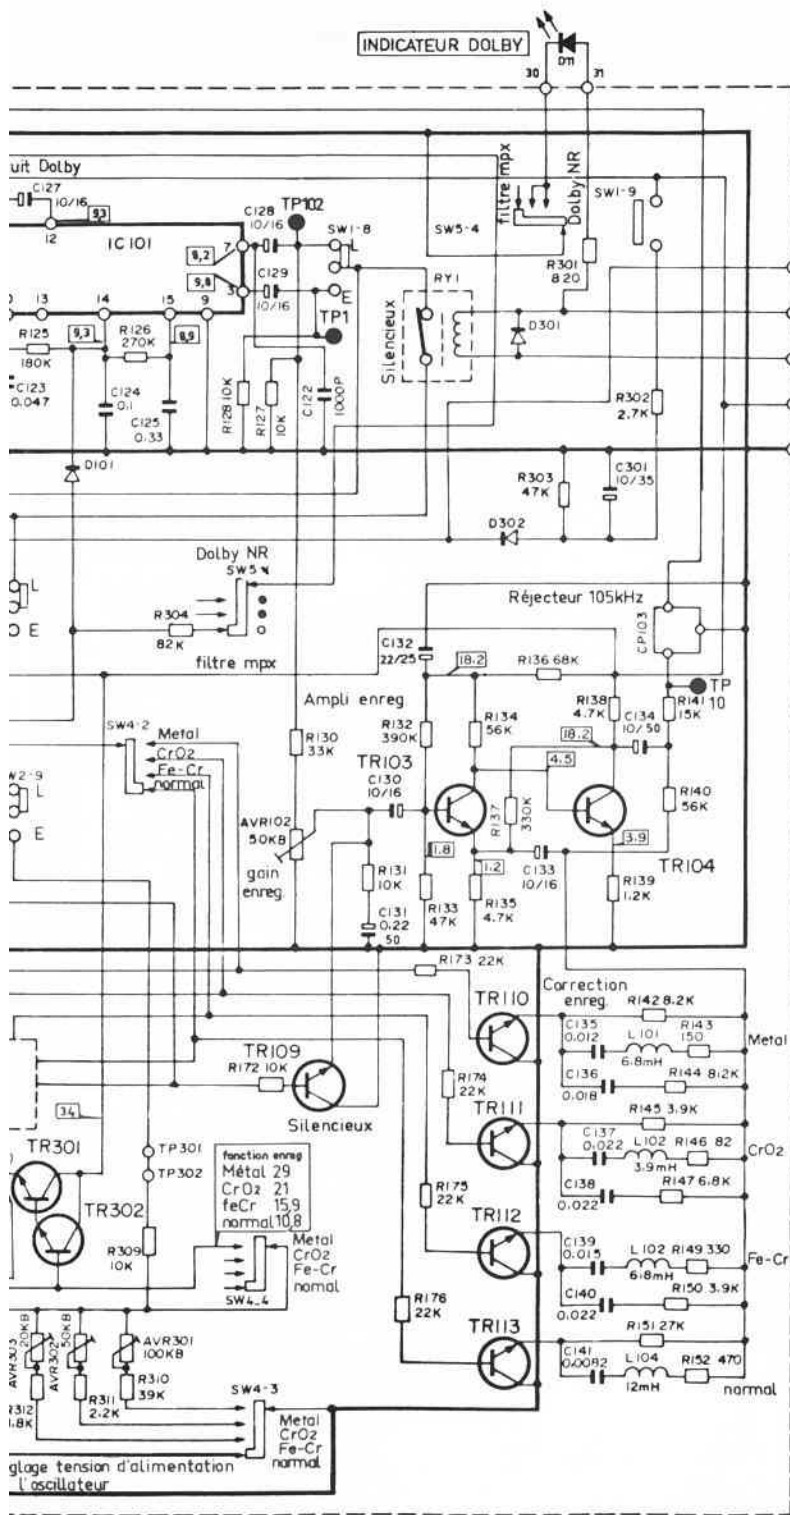 INDICATEUR DOLBY
D11
30
31
uit Dolby
C127
10/16
9,3
12
IC101
7
9,2
9,8
3
C128
10/16
TP102
SW1-8
L
C129
10/16
E
TP1
filtre mpx
Dolby NR
SW5-4
SW1-9
R301
820
RY1
Silencieux
D301
13
14
15
9
R125
180K
9,3
R126
270K
8,9
C123
0.047
C124
0.1
C125
0.33
R128 10K
R127
10K
C122
1000P
R302
2.7K
D101
R303
47K
C301
10/35
D302
Dolby NR
SW5
L
E
R304
82K
filtre mpx
Réjecteur 105kHz
CP103
C132
22/25
18.2
R136 68K
TP
10
Ampli enreg
R138
4.7K
R141
15K
SW4-2
Metal
CrO2
Fe-Cr
normal
R130
33K
R132
390K
R134
56K
18.2
C134
10/50
TR103
C130
10/16
4.5
W2-9
L
E
R137
330K
R140
56K
AVR102
50KB
gain
enreg.
1.8
3.9
TR104
R131
10K
1.2
C133
10/16
C131
0.22
50
R133
47K
R135
4.7K
R139
1.2K
R173 22K
TR110
Correction
enreg.
R142 8.2K
C135
0.012
L101
6.8mH
R143
150
Metal
TR109
R172 10K
Silencieux
R174
22K
C136
0.018
R144 8.2K
34
TR111
R145 3.9K
TR301
TP301
TP302
C137
0.022
L102
3.9mH
R146 82
CrO2
fonction enreg
Métal 29
CrO2 21
feCr 15,9
normal 10,8
C138
0.022
R147 6.8K
TR302
R175
22K
TR112
C139
0.015
L102
6.8mH
R149 330
Fe-Cr
R309
10K
Metal
CrO2
Fe-Cr
nomal
SW4-4
C140
0.022
R150 3.9K
R176
22K
TR113
R151 27K
AVR303
20KB
AVR302
50KB
AVR301
100KB
C141
0.0082
L104
12mH
R152 470
normal
R310
39K
R312
1.8K
R311
2.2K
SW4-3
Metal
CrO2
Fe-Cr
normal
glage tension d'alimentation
l'oscillateur